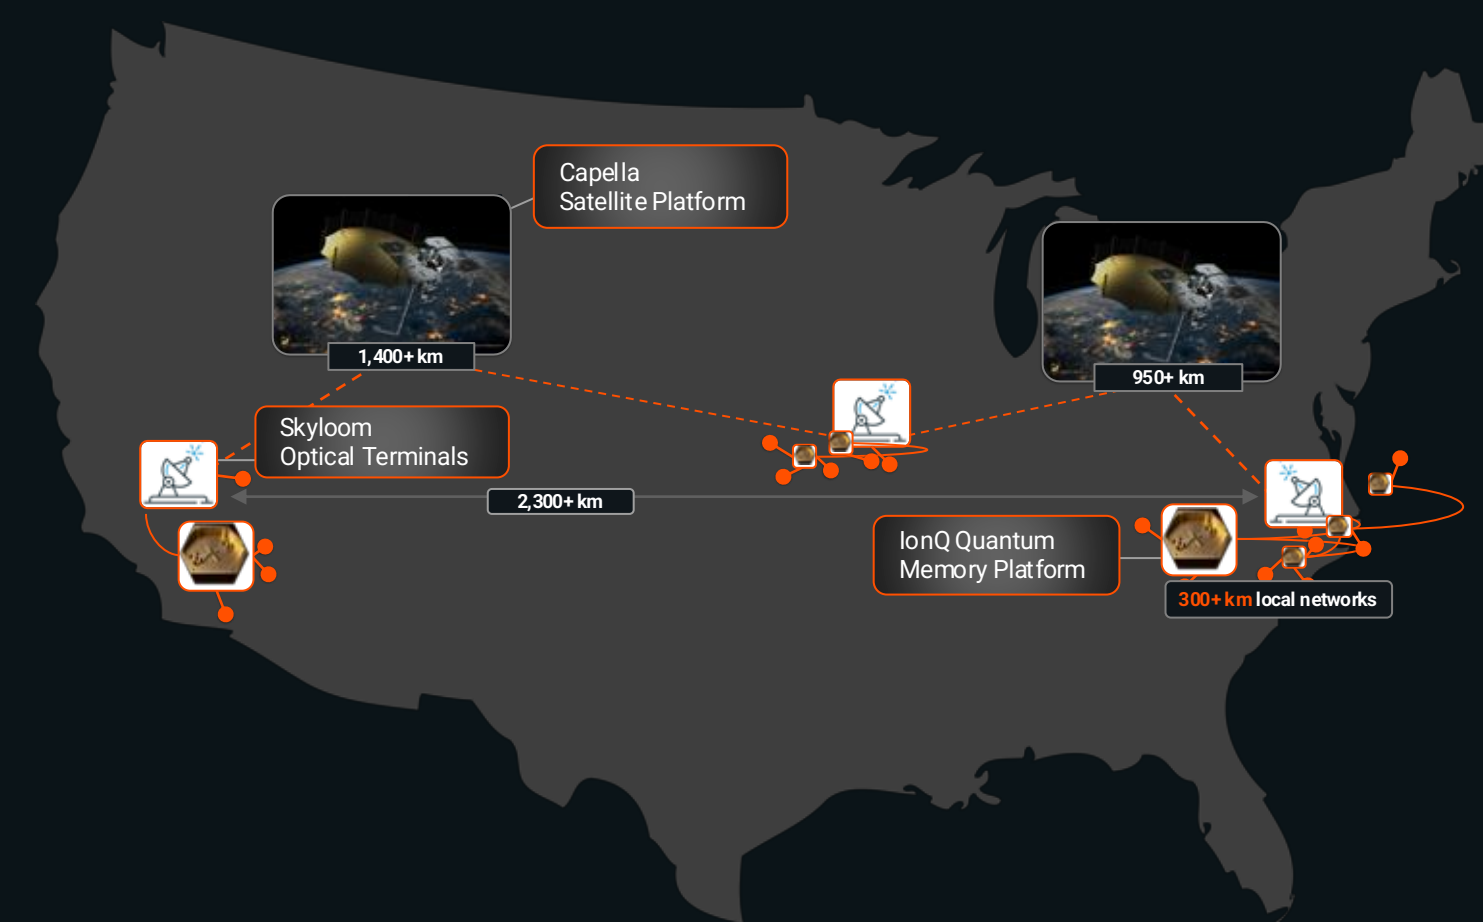 Capella
Satellite Platform
1,400+ km
950+ km
Skyloom
Optical Terminals
2,300+ km
IonQ Quantum
Memory Platform
300+ km local networks